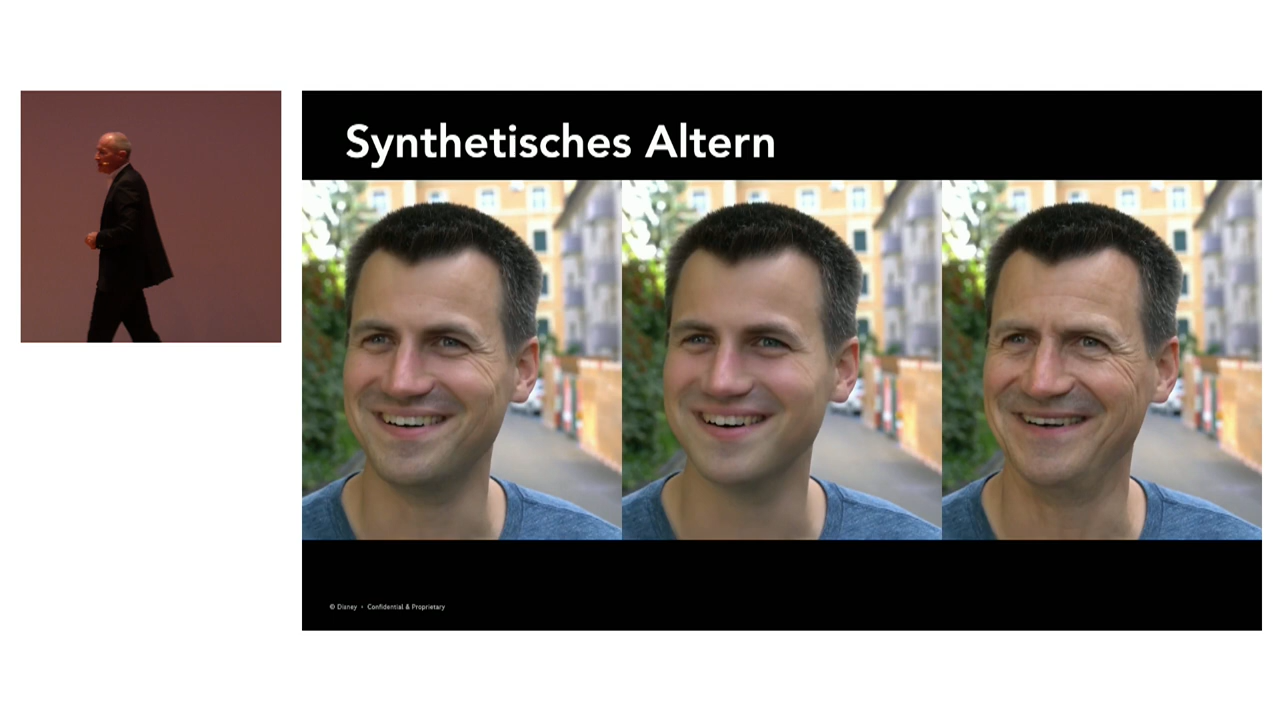 Synthetisches Altern
© Disney • Confidential & Proprietary